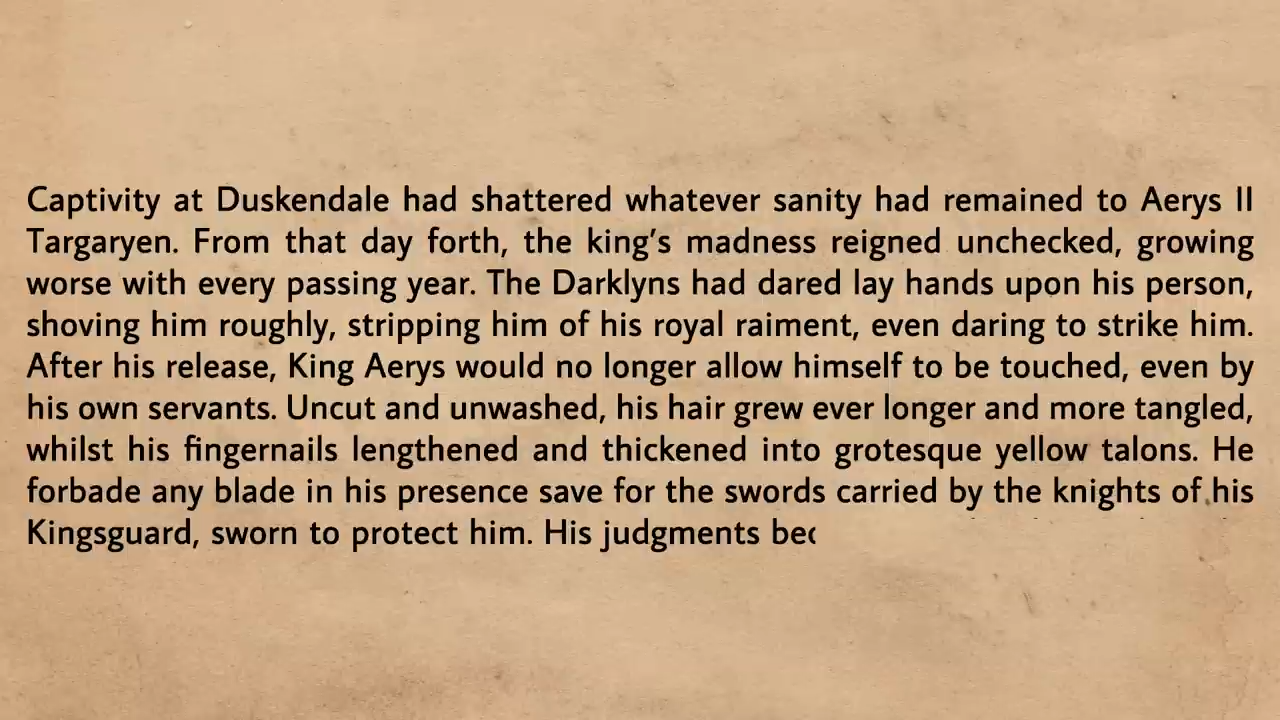 Captivity at Duskendale had shattered whatever sanity had remained to Aerys II
Targaryen. From that day forth, the king’s madness reigned unchecked, growing
worse with every passing year. The Darklyns had dared lay hands upon his person,
shoving him roughly, stripping him of his royal raiment, even daring to strike him.
After his release, King Aerys would no longer allow himself to be touched, even by
his own servants. Uncut and unwashed, his hair grew ever longer and more tangled,
whilst his fingernails lengthened and thickened into grotesque yellow talons. He
forbade any blade in his presence save for the swords carried by the knights of his
Kingsguard, sworn to protect him. His judgments